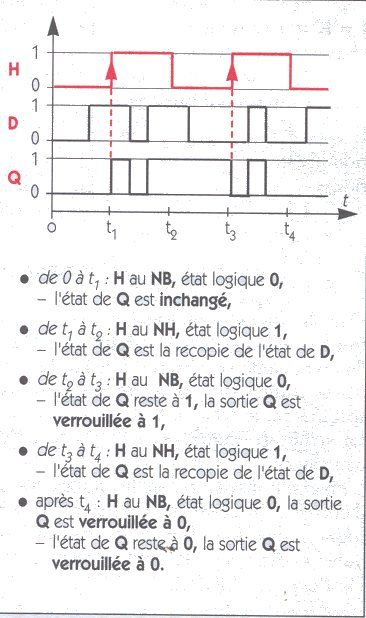 1
H
0
1
D
0
1
Q
0
t
0 t1 t2 t3 t4
● de 0 à t1 : H au NB, état logique 0,
– l'état de Q est inchangé,
● de t1 à t2 : H au NH, état logique 1,
– l'état de Q est la recopie de l'état de D,
● de t2 à t3 : H au NB, état logique 0,
– l'état de Q reste à 1, la sortie Q est
verrouillée à 1,
● de t3 à t4 : H au NH, état logique 1,
– l'état de Q est la recopie de l'état de D,
● après t4 : H au NB, état logique 0, la sortie
Q est verrouillée à 0,
– l'état de Q reste à 0, la sortie Q est
verrouillée à 0.